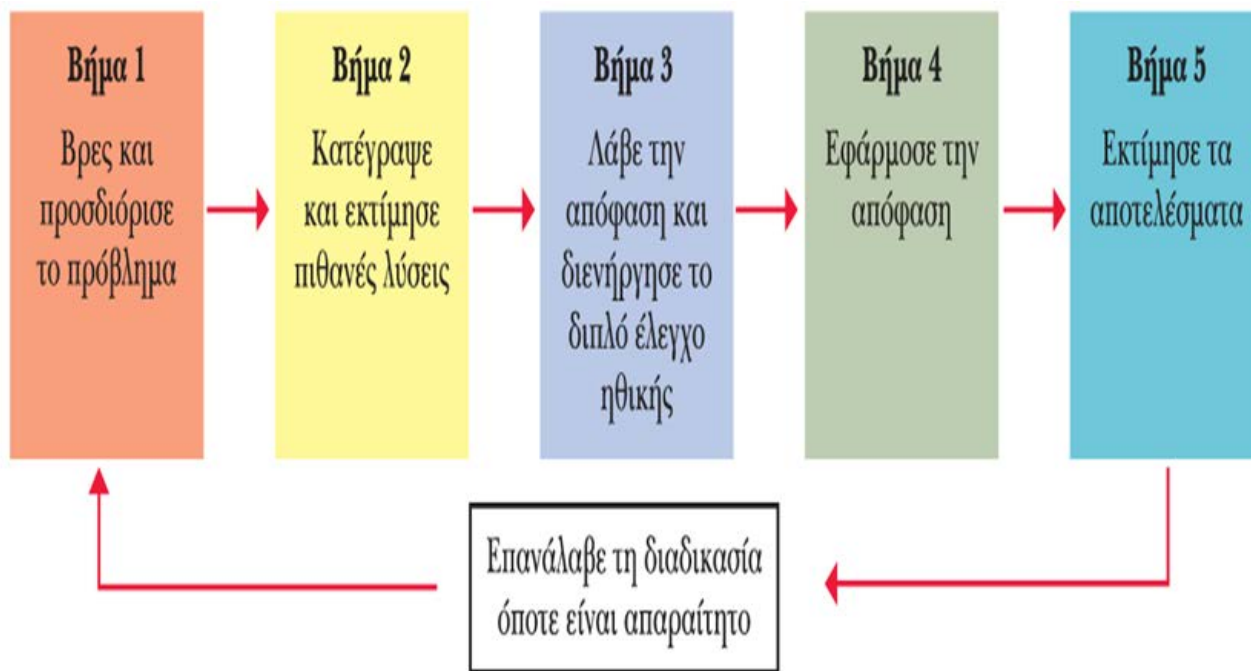 Βήμα 1
Βρες και
προσδιόρισε
το πρόβλημα
Βήμα 2
Κατέγραψε
και εκτίμησε
πιθανές λύσεις
Βήμα 3
Λάβε την
απόφαση και
διενήργησε το
διπλό έλεγχο
ηθικής
Βήμα 4
Εφάρμοσε την
απόφαση
Βήμα 5
Εκτίμησε τα
αποτελέσματα
Επανάλαβε τη διαδικασία
όποτε είναι απαραίτητο